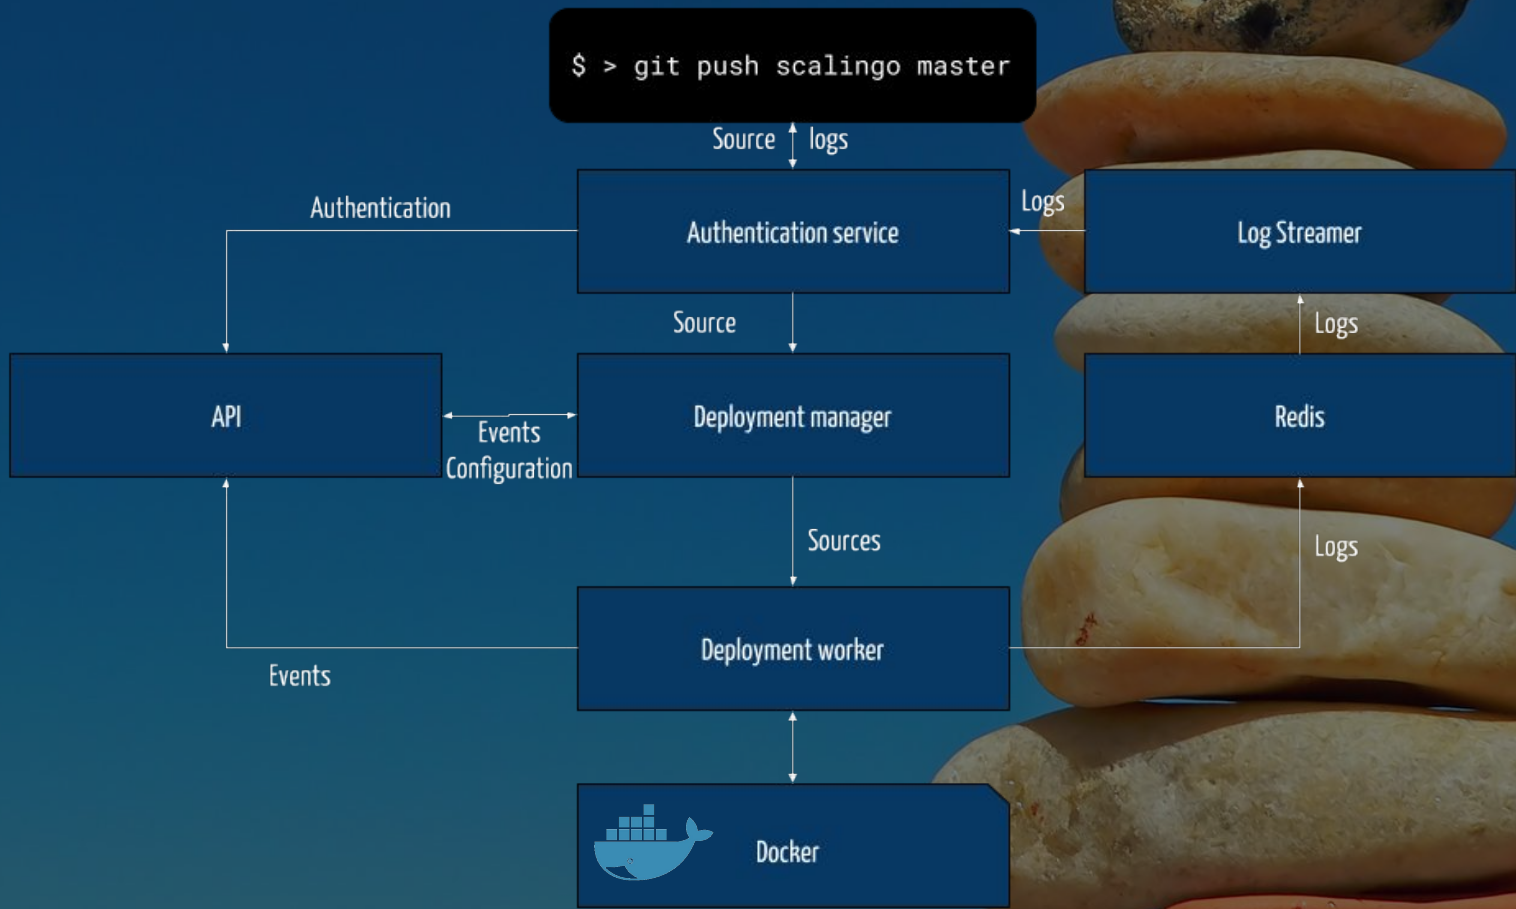 $ > git push scalingo master
Source logs
Authentication
Authentication service
Logs
Log Streamer
Source
Logs
API
Events
Configuration
Deployment manager
Redis
Sources
Logs
Events
Deployment worker
Docker